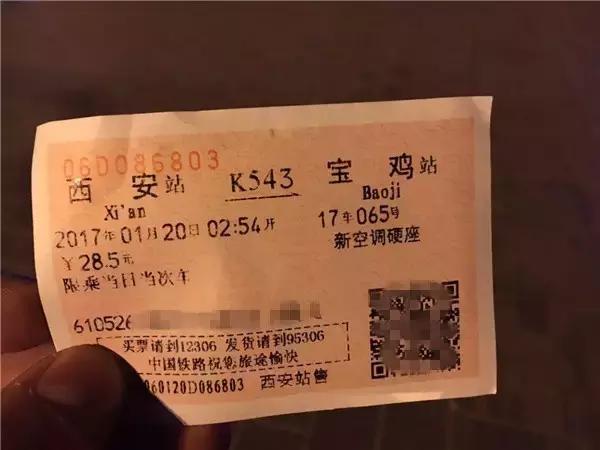 06D086803
西 安站 K543 宝 鸡站
Xi'an Baoji
2017年01月20日02:54开 17车065号
¥28.5元 新空调硬座
限乘当日当次车
610526
买票请到12306 发货请到95306
中国铁路祝您旅途愉快
060120D086803 西安站售